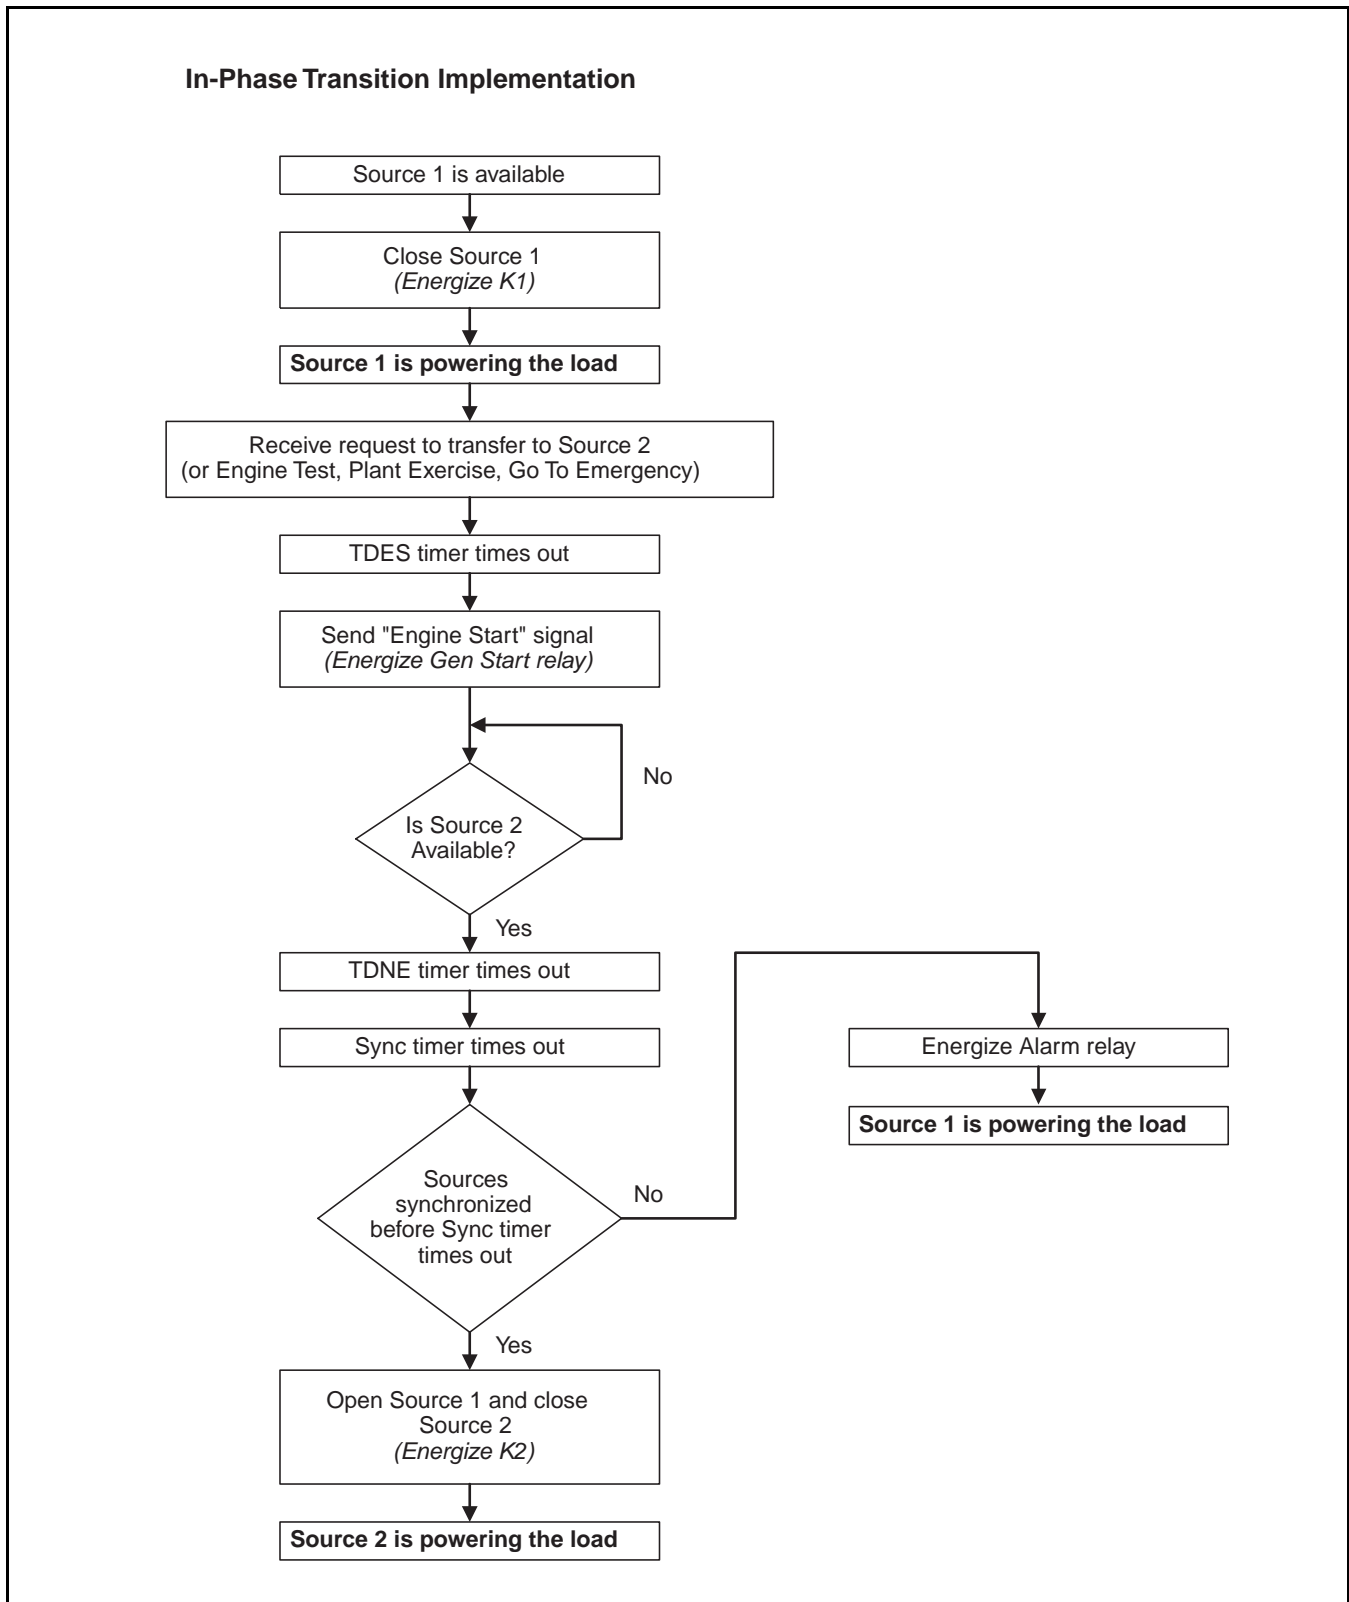 In-Phase Transition Implementation
Source 1 is available
Close Source 1
(Energize K1)
Source 1 is powering the load
Receive request to transfer to Source 2
(or Engine Test, Plant Exercise, Go To Emergency)
TDES timer times out
Send "Engine Start" signal
(Energize Gen Start relay)
No
Is Source 2
Available?
Yes
TDNE timer times out
Sync timer times out
Energize Alarm relay
Source 1 is powering the load
Sources
synchronized
before Sync timer
times out
No
Yes
Open Source 1 and close
Source 2
(Energize K2)
Source 2 is powering the load